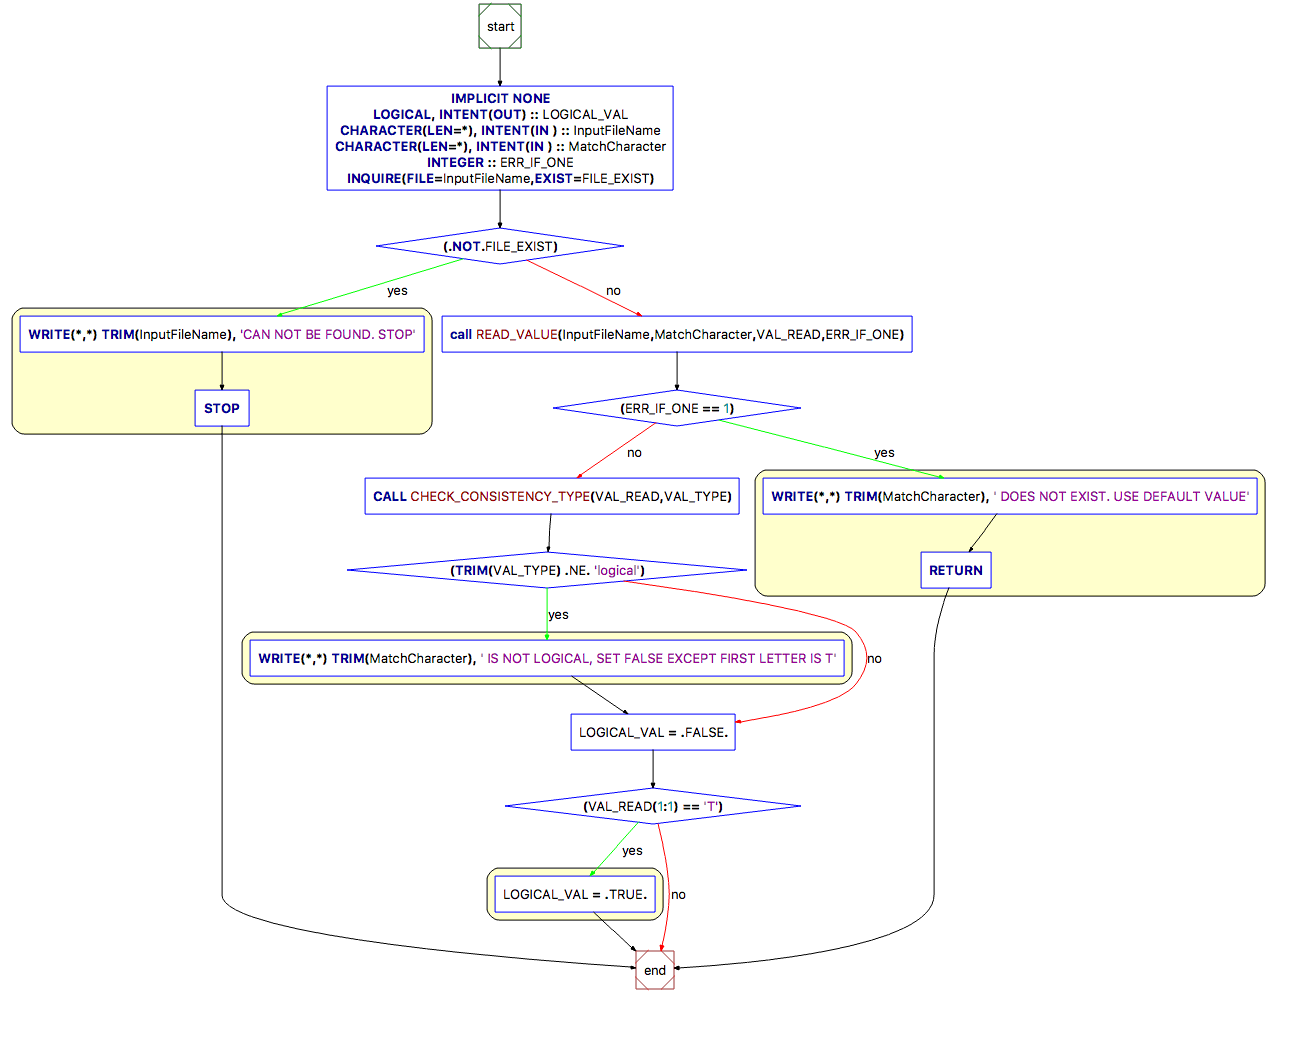 start
IMPLICIT NONE
LOGICAL, INTENT(OUT) :: LOGICAL_VAL
CHARACTER(LEN=*), INTENT(IN ) :: InputFileName
CHARACTER(LEN=*), INTENT(IN ) :: MatchCharacter
INTEGER :: ERR_IF_ONE
INQUIRE(FILE=InputFileName,EXIST=FILE_EXIST)
(.NOT.FILE_EXIST)
yes
no
WRITE(*,*) TRIM(InputFileName), 'CAN NOT BE FOUND. STOP'
call READ_VALUE(InputFileName,MatchCharacter,VAL_READ,ERR_IF_ONE)
STOP
(ERR_IF_ONE == 1)
no
yes
CALL CHECK_CONSISTENCY_TYPE(VAL_READ,VAL_TYPE)
WRITE(*,*) TRIM(MatchCharacter), ' DOES NOT EXIST. USE DEFAULT VALUE'
(TRIM(VAL_TYPE) .NE. 'logical')
RETURN
yes
WRITE(*,*) TRIM(MatchCharacter), ' IS NOT LOGICAL, SET FALSE EXCEPT FIRST LETTER IS T'
no
LOGICAL_VAL = .FALSE.
(VAL_READ(1:1) == 'T')
yes
LOGICAL_VAL = .TRUE.
no
end